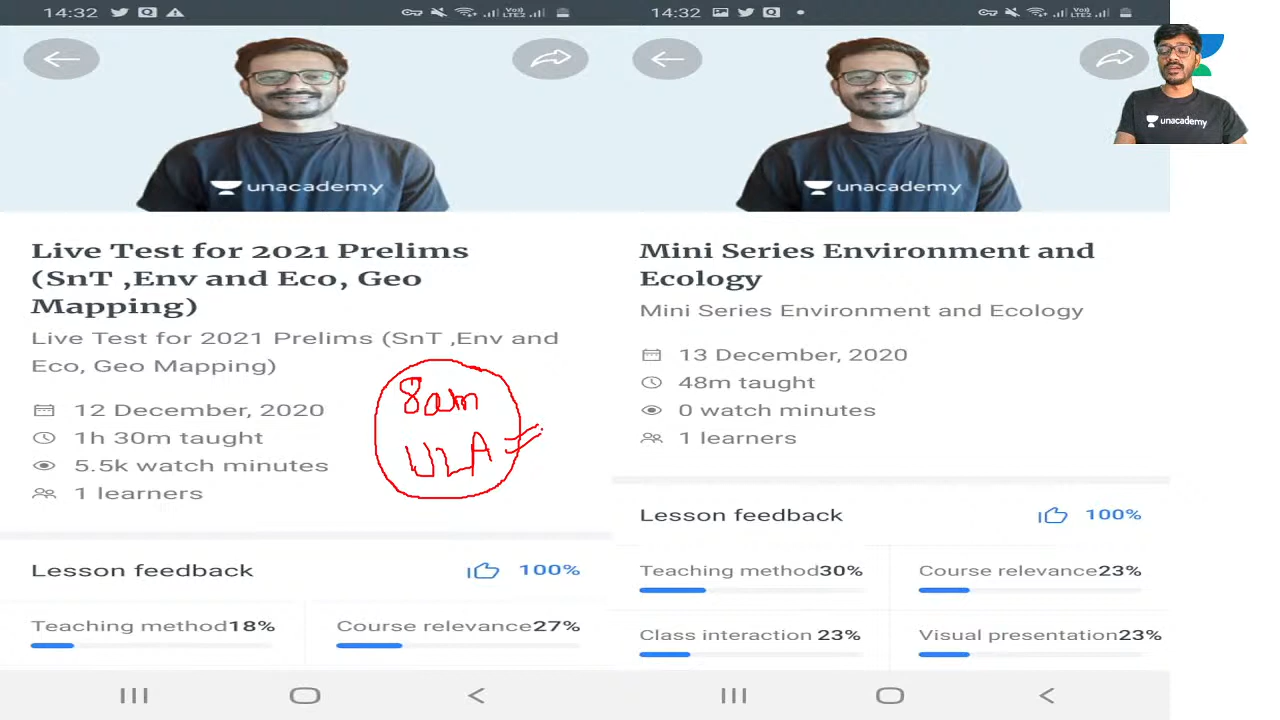 14:32
VoI)
LTE2
unacademy
Live Test for 2021 Prelims
(SnT ,Env and Eco, Geo
Mapping)
Live Test for 2021 Prelims (SnT ,Env and
Eco, Geo Mapping)
12 December, 2020
1h 30m taught
5.5k watch minutes
1 learners
8am
ULA
Lesson feedback
100%
Teaching method18%
Course relevance27%
14:32
VoI)
LTE2
unacademy
unacademy
Mini Series Environment and
Ecology
Mini Series Environment and Ecology
13 December, 2020
48m taught
0 watch minutes
1 learners
Lesson feedback
100%
Teaching method30%
Course relevance23%
Class interaction 23%
Visual presentation23%